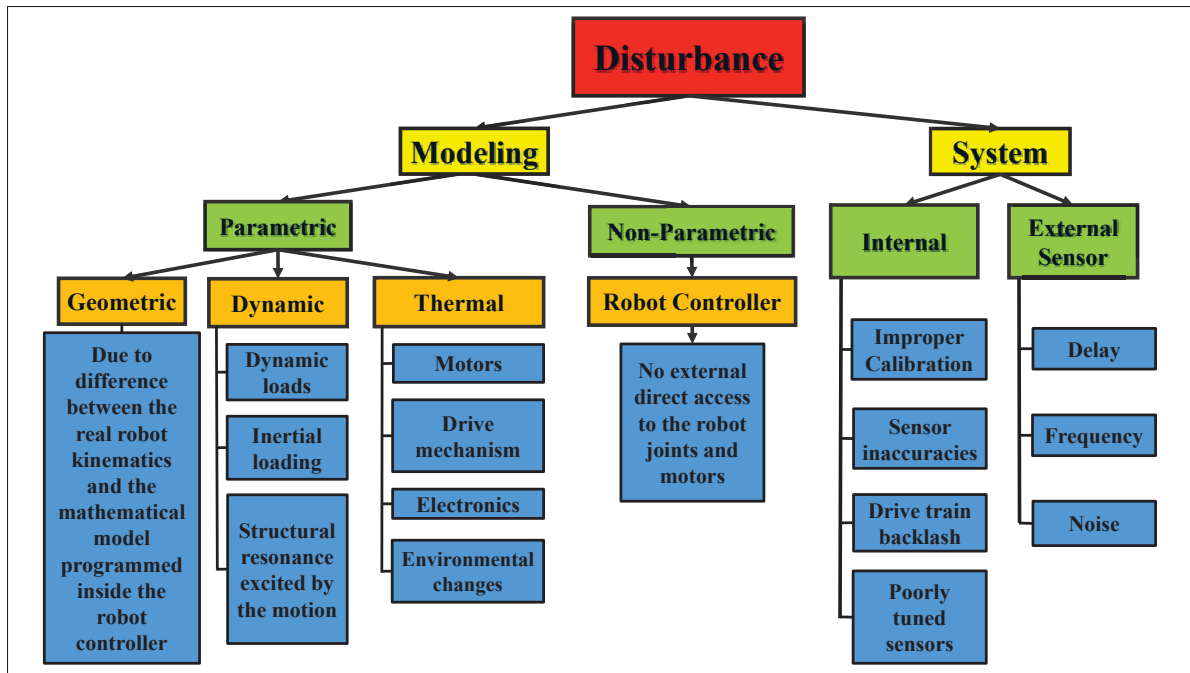 Disturbance
Modeling
System
Parametric
Non-Parametric
Internal
External
Sensor
Geometric
Dynamic
Thermal
Robot Controller
Due to
difference
between the
real robot
kinematics
and the
mathematical
model
programmed
inside the
robot
controller
Dynamic
loads
Inertial
loading
Structural
resonance
excited by
the motion
Motors
Drive
mechanism
Electronics
Environmental
changes
No external
direct access
to the robot
joints and
motors
Improper
Calibration
Sensor
inaccuracies
Drive train
backlash
Poorly
tuned
sensors
Delay
Frequency
Noise